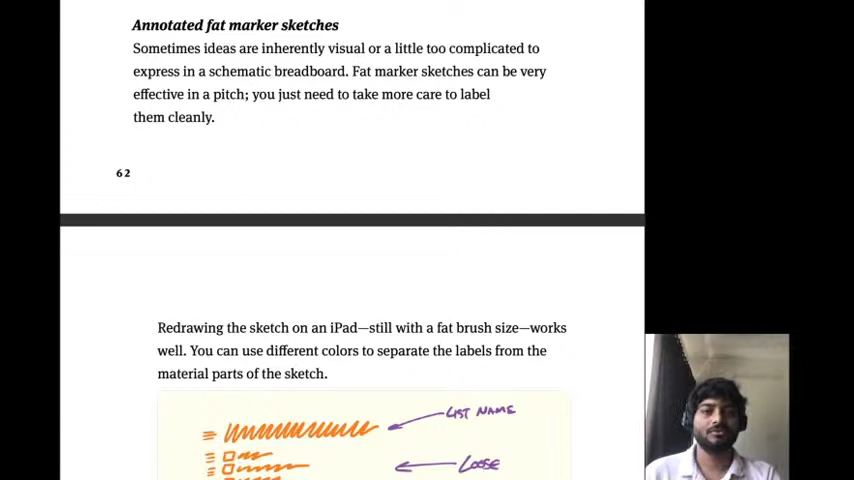 Annotated fat marker sketches
Sometimes ideas are inherently visual or a little too complicated to
express in a schematic breadboard. Fat marker sketches can be very
effective in a pitch; you just need to take more care to label
them cleanly.
62
Redrawing the sketch on an iPad—still with a fat brush size—works
well. You can use different colors to separate the labels from the
material parts of the sketch.
LIST NAME
LOOSE